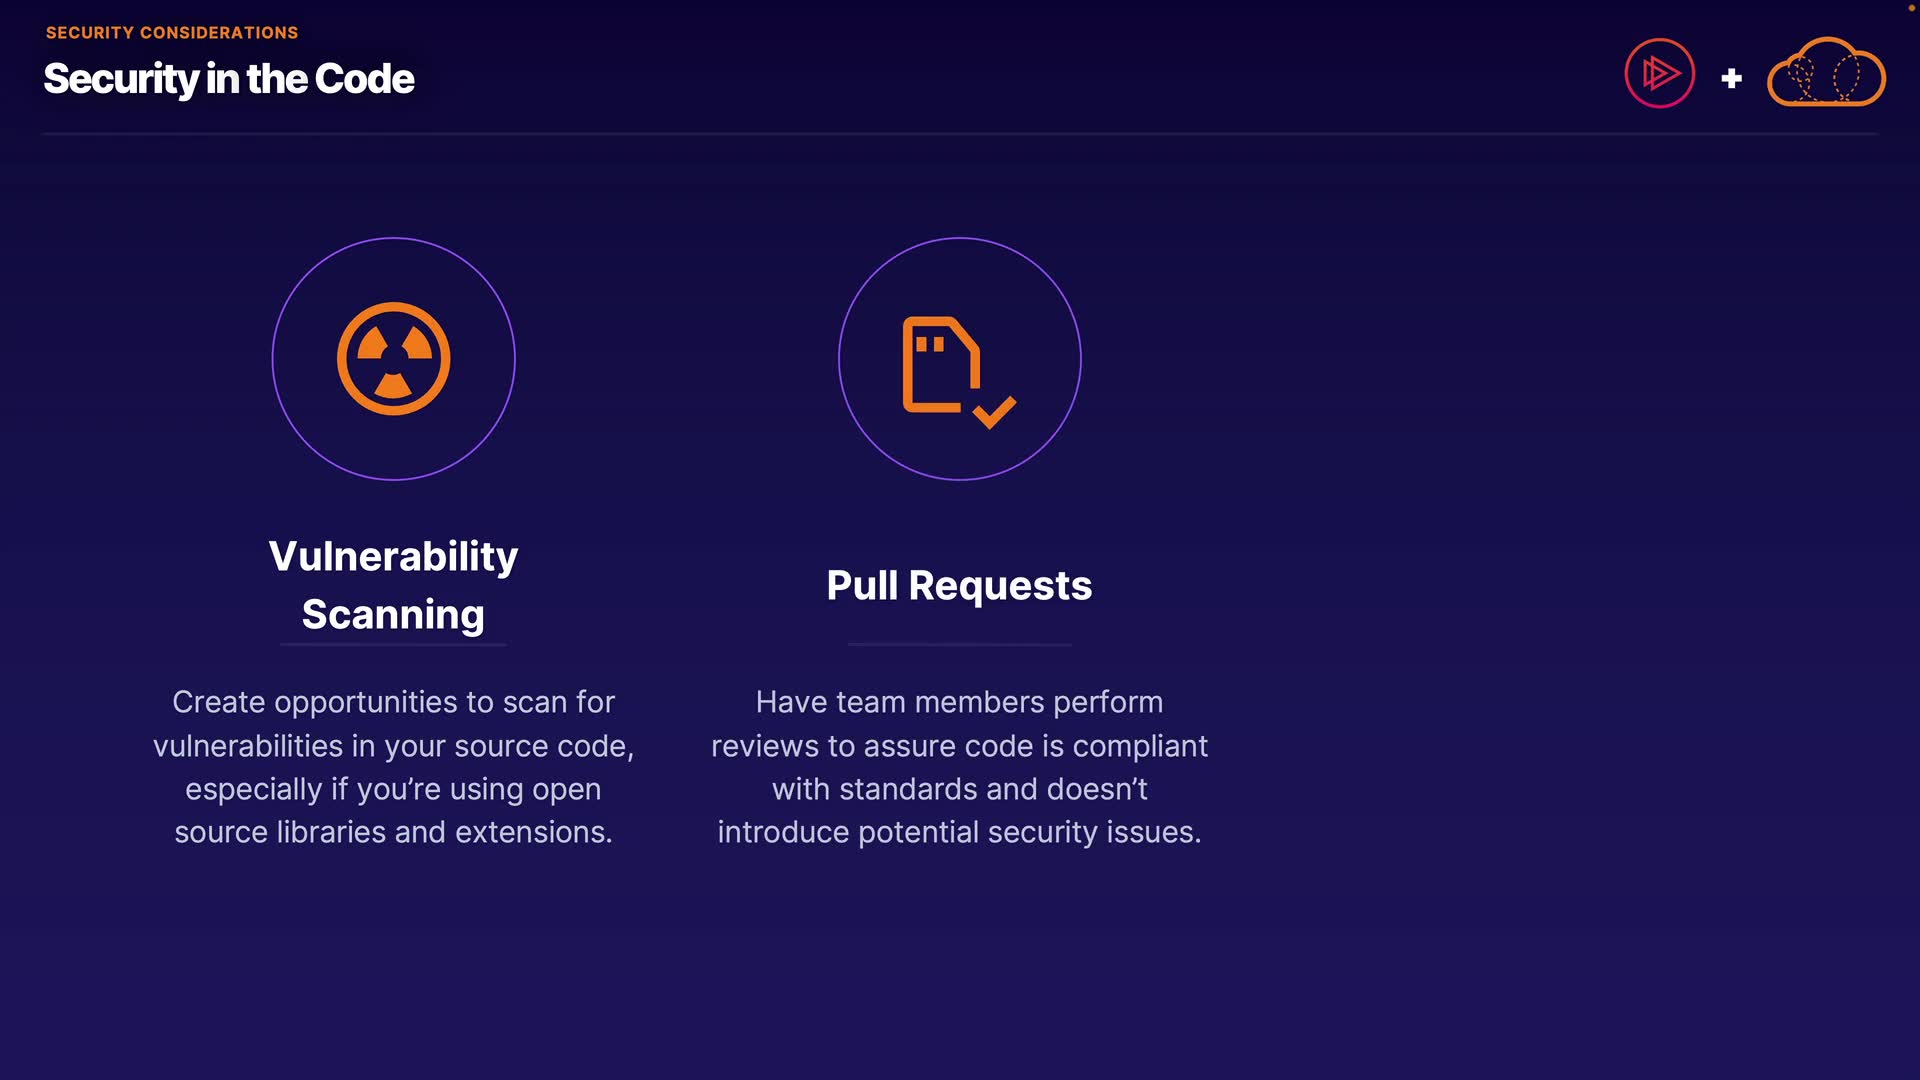 SECURITY CONSIDERATIONS
Security in the Code
Vulnerability
Scanning
Create opportunities to scan for
vulnerabilities in your source code,
especially if you’re using open
source libraries and extensions.
Pull Requests
Have team members perform
reviews to assure code is compliant
with standards and doesn’t
introduce potential security issues.